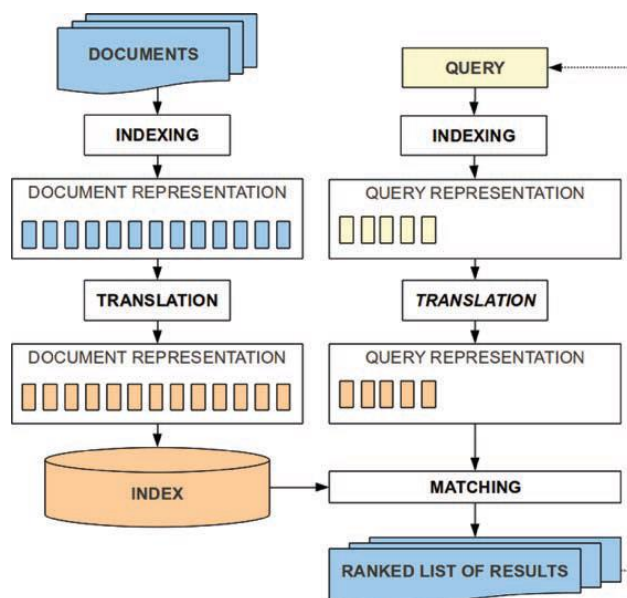 DOCUMENTS
INDEXING
DOCUMENT REPRESENTATION
TRANSLATION
DOCUMENT REPRESENTATION
INDEX
QUERY
INDEXING
QUERY REPRESENTATION
TRANSLATION
QUERY REPRESENTATION
MATCHING
RANKED LIST OF RESULTS